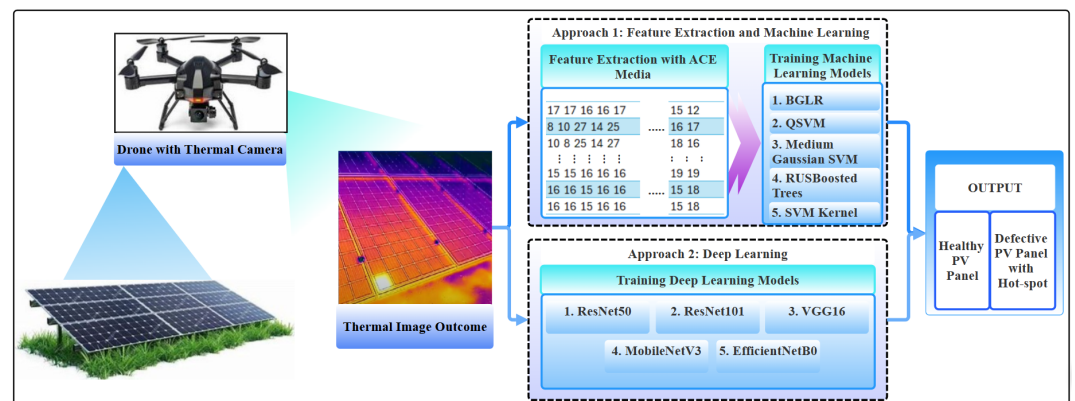 Approach 1: Feature Extraction and Machine Learning
Feature Extraction with ACE
Media
17 17 16 16 17 15 12
8 10 27 14 25 ..... 16 17
10 8 25 14 27 18 16
⋮ ⋮ ⋮ ⋮ ⋮ ⋮ ⋮
15 15 16 16 16 19 19
16 16 15 16 16 ..... 15 18
16 16 15 16 16 15 18
Training Machine
Learning Models
1. BGLR
2. QSVM
3. Medium
Gaussian SVM
4. RUSBoosted
Trees
5. SVM Kernel
Drone with Thermal Camera
Thermal Image Outcome
Approach 2: Deep Learning
Training Deep Learning Models
1. ResNet50
2. ResNet101
3. VGG16
4. MobileNetV3
5. EfficientNetB0
OUTPUT
Healthy
PV
Panel
Defective
PV Panel
with
Hot-spot